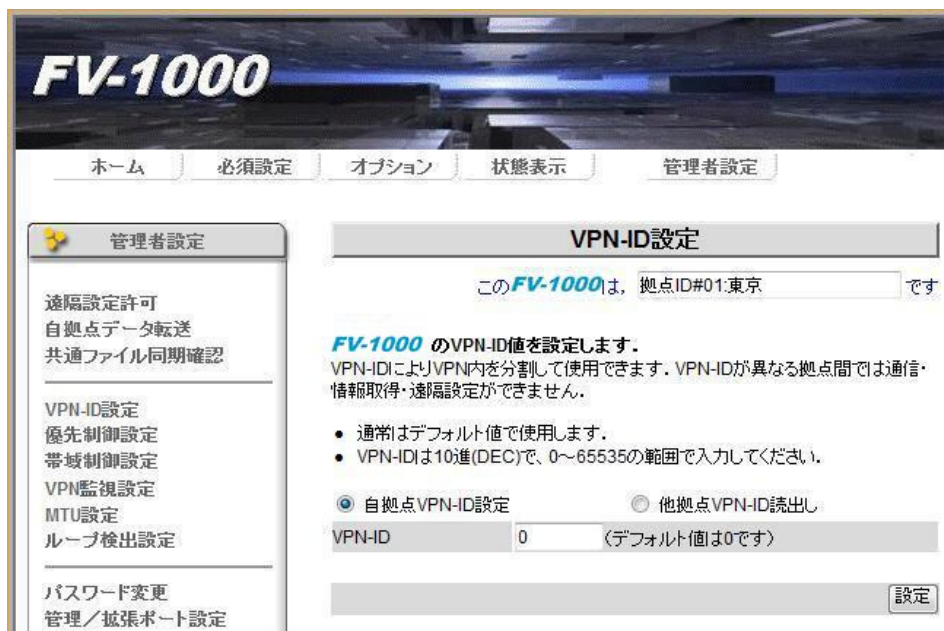 FV-1000
ホーム 必須設定 オプション 状態表示 管理者設定
管理者設定
遠隔設定許可
自拠点データ転送
共通ファイル同期確認
VPN-ID設定
優先制御設定
帯域制御設定
VPN監視設定
MTU設定
ループ検出設定
パスワード変更
管理／拡張ポート設定
VPN-ID設定
このFV-1000は, 拠点ID#01:東京 です
FV-1000 のVPN-ID値を設定します.
VPN-IDによりVPN内を分割して使用できます. VPN-IDが異なる拠点間では通信・
情報取得・遠隔設定ができません.
● 通常はデフォルト値で使用します.
● VPN-IDは10進(DEC)で、0～65535の範囲で入力してください.
自拠点VPN-ID設定 他拠点VPN-ID読出し
VPN-ID 0 (デフォルト値は0です)
設定